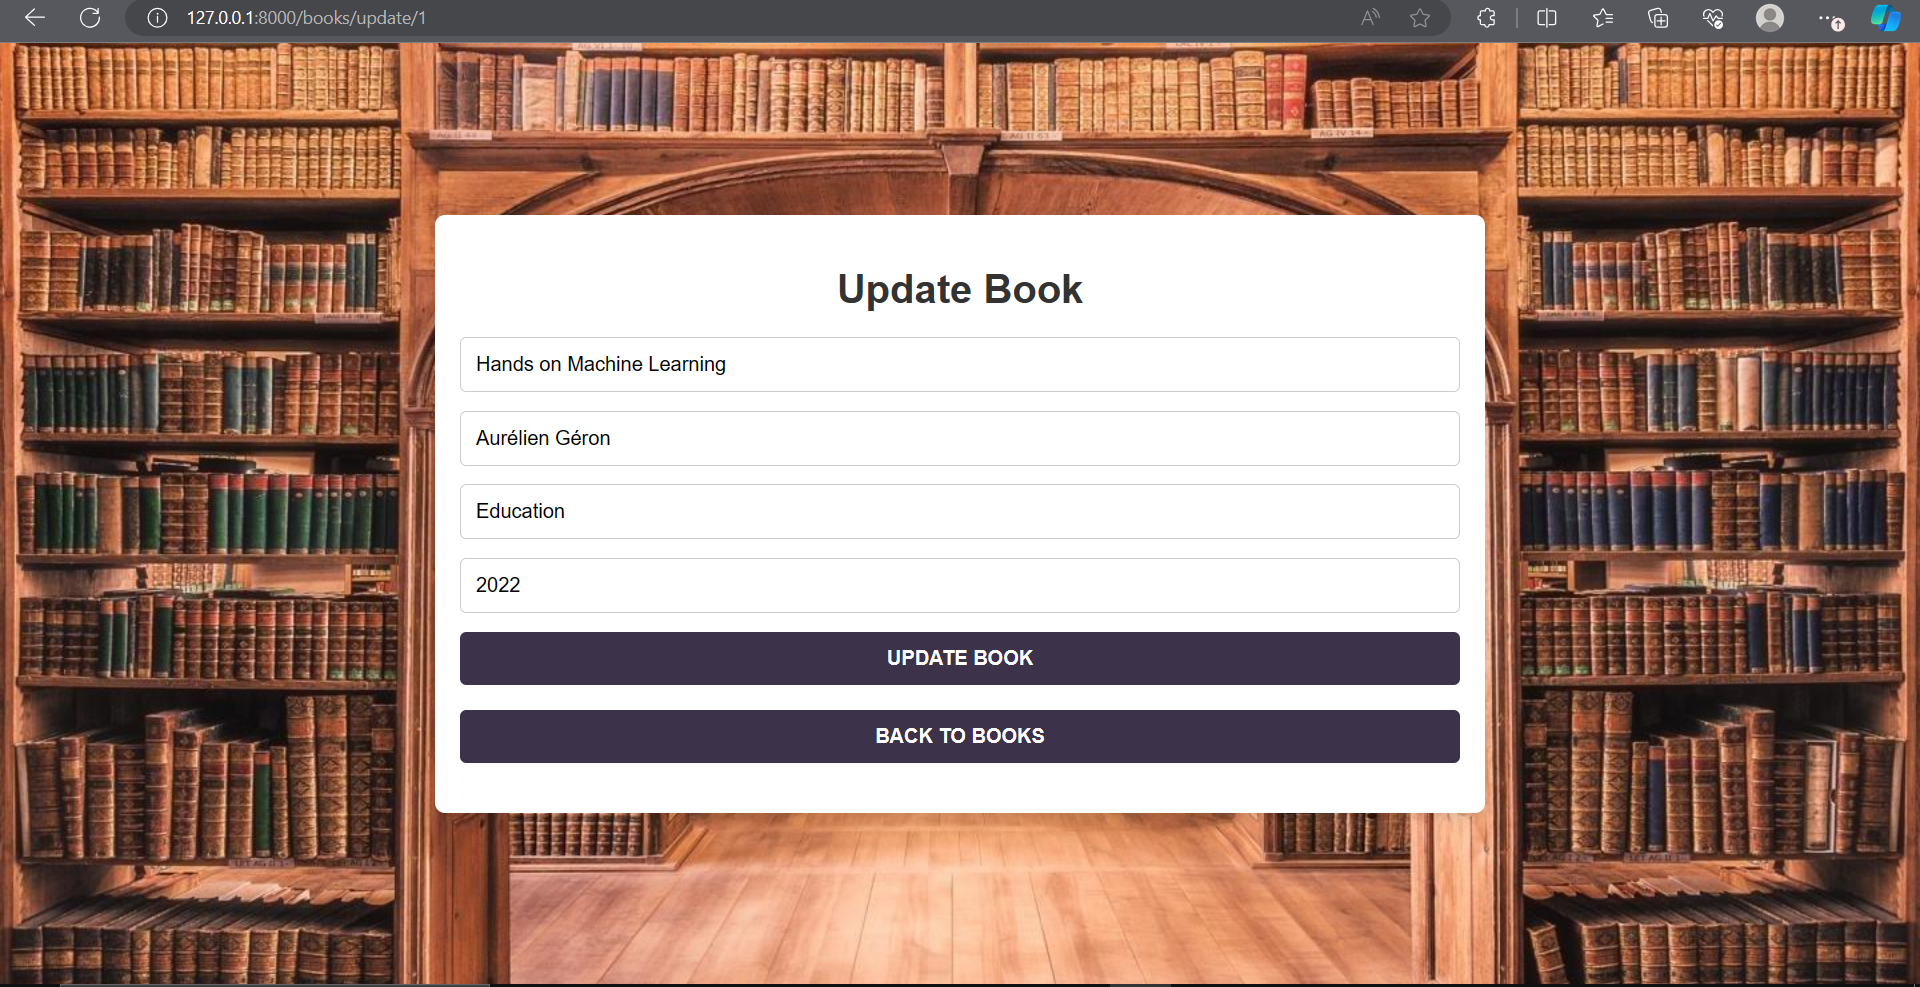 127.0.0.1:8000/books/update/1
Update Book
Hands on Machine Learning
Aurélien Géron
Education
2022
UPDATE BOOK
BACK TO BOOKS